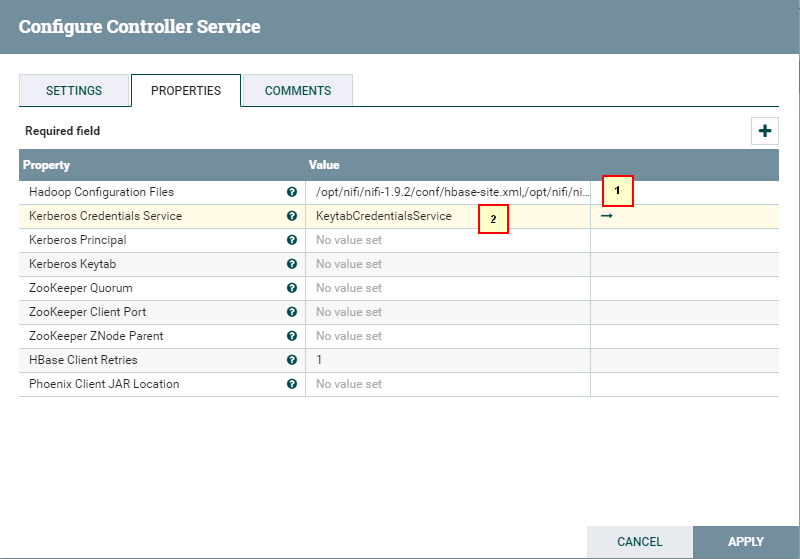 Configure Controller Service
SETTINGS PROPERTIES COMMENTS
Required field
Property Value
Hadoop Configuration Files /opt/nifi/nifi-1.9.2/conf/hbase-site.xml,/opt/nifi/ni... 1
Kerberos Credentials Service KeytabCredentialsService 2
Kerberos Principal No value set
Kerberos Keytab No value set
ZooKeeper Quorum No value set
ZooKeeper Client Port No value set
ZooKeeper ZNode Parent No value set
HBase Client Retries 1
Phoenix Client JAR Location No value set
CANCEL APPLY